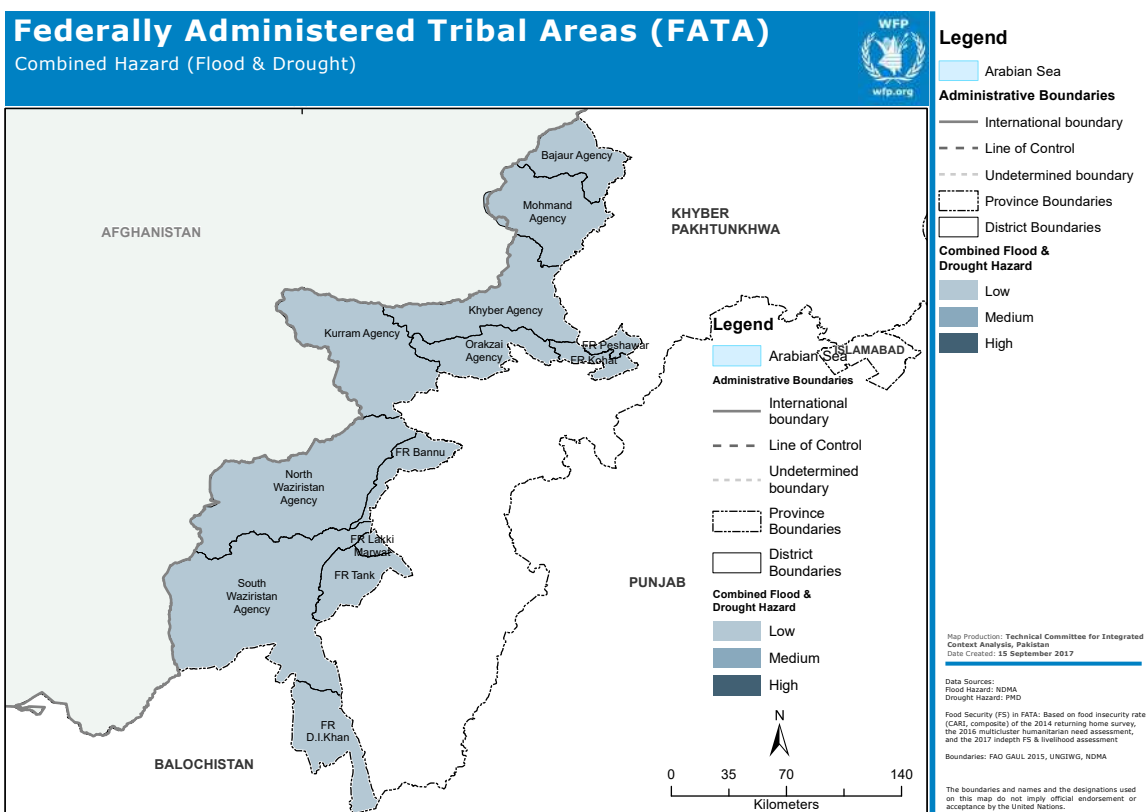 Federally Administered Tribal Areas (FATA)
Combined Hazard (Flood & Drought)
WFP
wfp.org
Bajaur Agency
Mohmand
Agency
AFGHANISTAN
KHYBER
PAKHTUNKHWA
Khyber Agency
Kurram Agency
Orakzai
Agency
FR Peshawar
FR Kohat
ISLAMABAD
FR Bannu
North
Waziristan
Agency
FR Lakki
Marwat
FR Tank
South
Waziristan
Agency
PUNJAB
FR
D.I.Khan
BALOCHISTAN
Legend
Arabian Sea
Administrative Boundaries
International
boundary
Line of Control
Undetermined
boundary
Province
Boundaries
District
Boundaries
Combined Flood &
Drought Hazard
Low
Medium
High
N
0 35 70 140
Kilometers
Legend
Arabian Sea
Administrative Boundaries
International boundary
Line of Control
Undetermined boundary
Province Boundaries
District Boundaries
Combined Flood &
Drought Hazard
Low
Medium
High
Map Production: Technical Committee for Integrated
Context Analysis, Pakistan
Date Created: 15 September 2017
Data Sources:
Flood Hazard: NDMA
Drought Hazard: PMD
Food Security (FS) in FATA: Based on food insecurity rate
(CARI, composite) of the 2014 returning home survey,
the 2016 multicluster humanitarian need assessment,
and the 2017 indepth FS & livelihood assessment
Boundaries: FAO GAUL 2015, UNGIWG, NDMA
The boundaries and names and the designations used
on this map do not imply official endorsement or
acceptance by the United Nations.